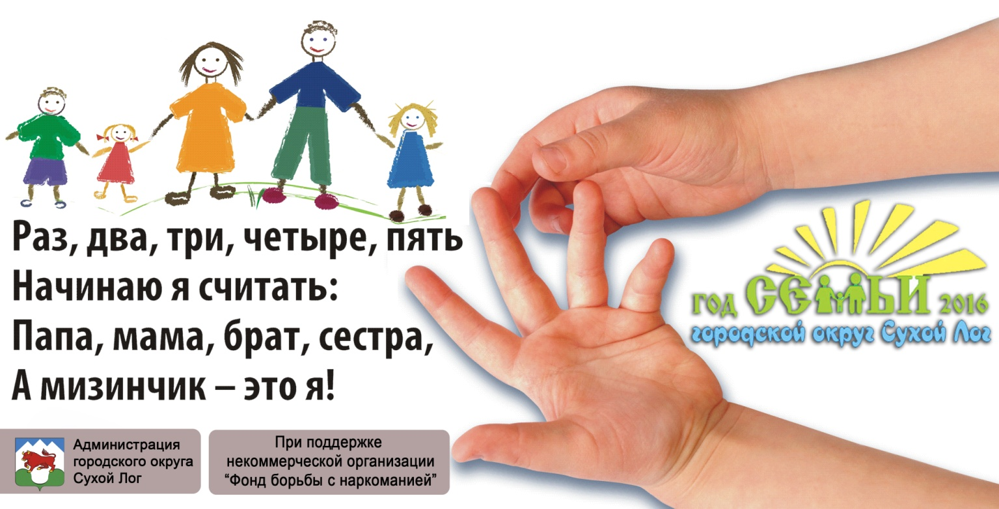 Раз, два, три, четыре, пять
Начинаю я считать:
Папа, мама, брат, сестра,
А мизинчик – это я!
год СЕМЬИ 2016
городской округ Сухой Лог
Администрация
городского округа
Сухой Лог
При поддержке
некоммерческой организации
“Фонд борьбы с наркоманией”